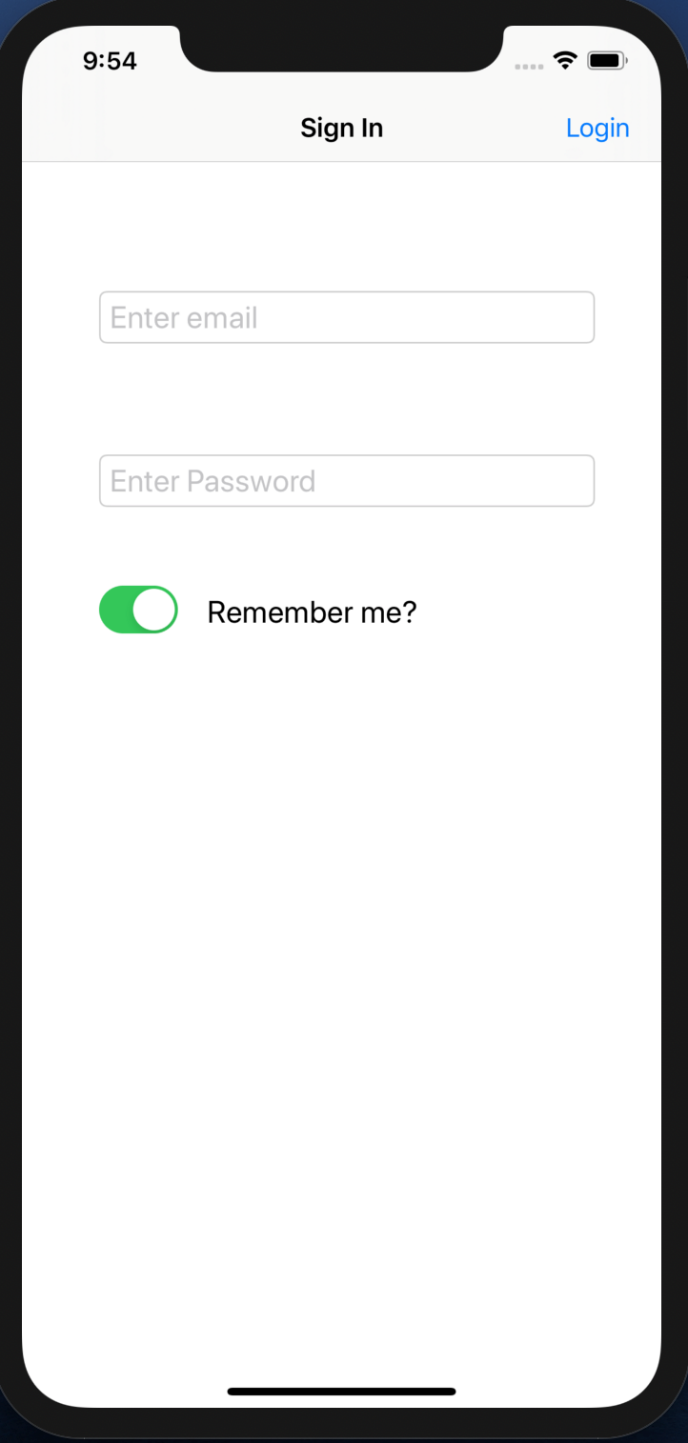 9:54
Sign In
Login
Enter email
Enter Password
Remember me?